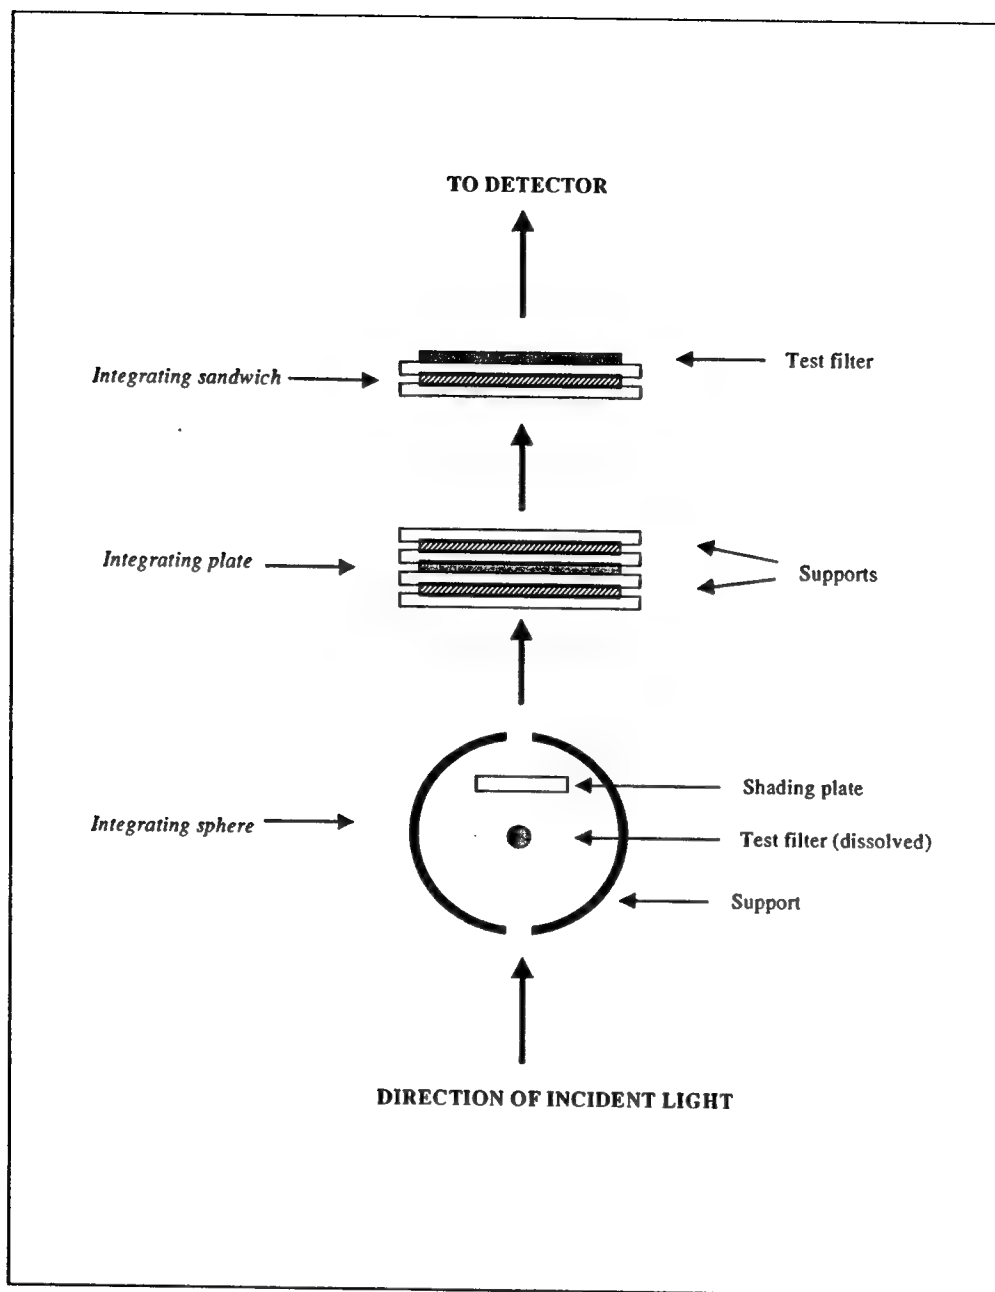 TO DETECTOR
Test filter
Integrating sandwich
Integrating plate
Supports
Shading plate
Integrating sphere
Test filter (dissolved)
Support
DIRECTION OF INCIDENT LIGHT